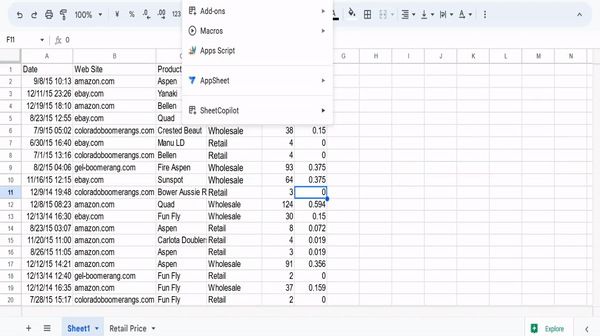 100% ¥ % .0 .00 123 A
Add-ons
Macros
Apps Script
AppSheet
SheetCopilot
F11 fx 0
A B C G H I J K L M N
1 Date Web Site Product
2 9/8/15 10:13 amazon.com Aspen
3 12/11/15 23:26 ebay.com Yanaki
4 12/19/15 18:10 amazon.com Bellen
5 8/23/15 12:55 ebay.com Quad
6 7/9/15 05:02 coloradoboomerangs.com Crested Beaut Wholesale 38 0.15
7 6/30/15 16:40 ebay.com Manu LD Retail 4 0
8 7/1/15 13:16 coloradoboomerangs.com Bellen Retail 4 0
9 8/2/15 04:06 gel-boomerang.com Fire Aspen Wholesale 93 0.375
10 11/16/15 12:15 ebay.com Sunspot Wholesale 64 0.375
11 12/9/14 19:48 coloradoboomerangs.com Bower Aussie R Retail 3 0
12 12/8/15 08:23 amazon.com Quad Wholesale 124 0.594
13 12/13/14 16:30 ebay.com Fun Fly Wholesale 30 0.15
14 8/23/15 03:07 amazon.com Aspen Retail 8 0.072
15 11/20/15 11:00 amazon.com Carlota Doublers Retail 4 0.019
16 8/26/15 11:05 amazon.com Aspen Retail 3 0.019
17 12/12/15 14:21 amazon.com Aspen Wholesale 91 0.356
18 12/13/14 12:40 gel-boomerang.com Fun Fly Retail 2 0
19 12/12/14 16:35 amazon.com Fun Fly Wholesale 37 0.159
20 7/28/15 15:17 coloradoboomerangs.com Fun Fly Retail 2 0
Sheet1 Retail Price Explore